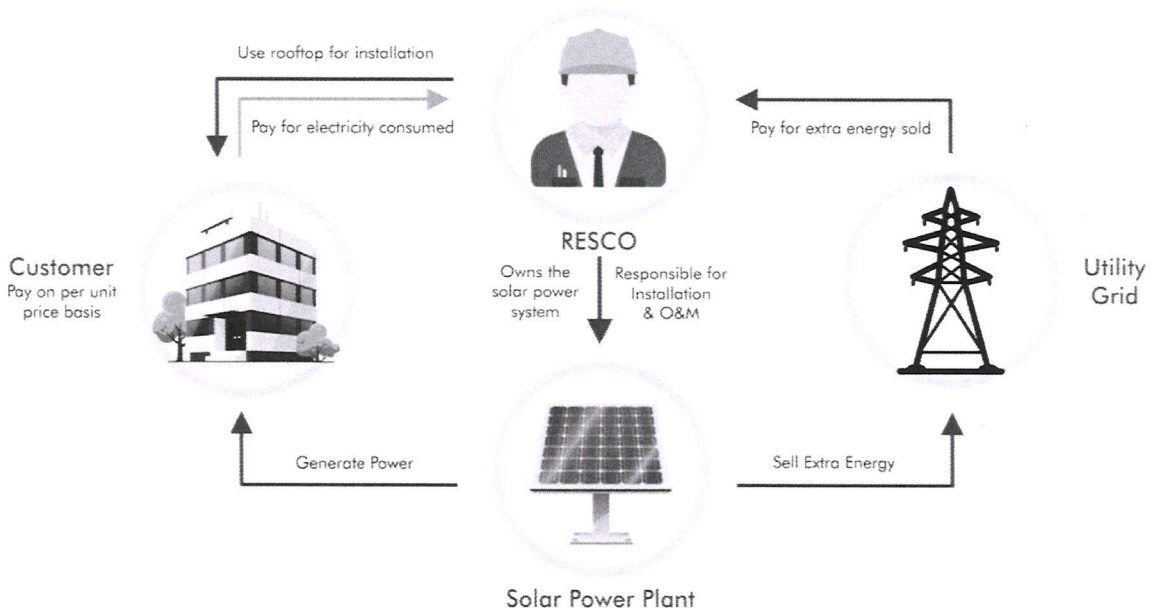 Use rooftop for installation
Pay for electricity consumed
Pay for extra energy sold
RESCO
Owns the
solar power
system
Responsible for
Installation
& O&M
Customer
Pay on per unit
price basis
Utility
Grid
Generate Power
Sell Extra Energy
Solar Power Plant